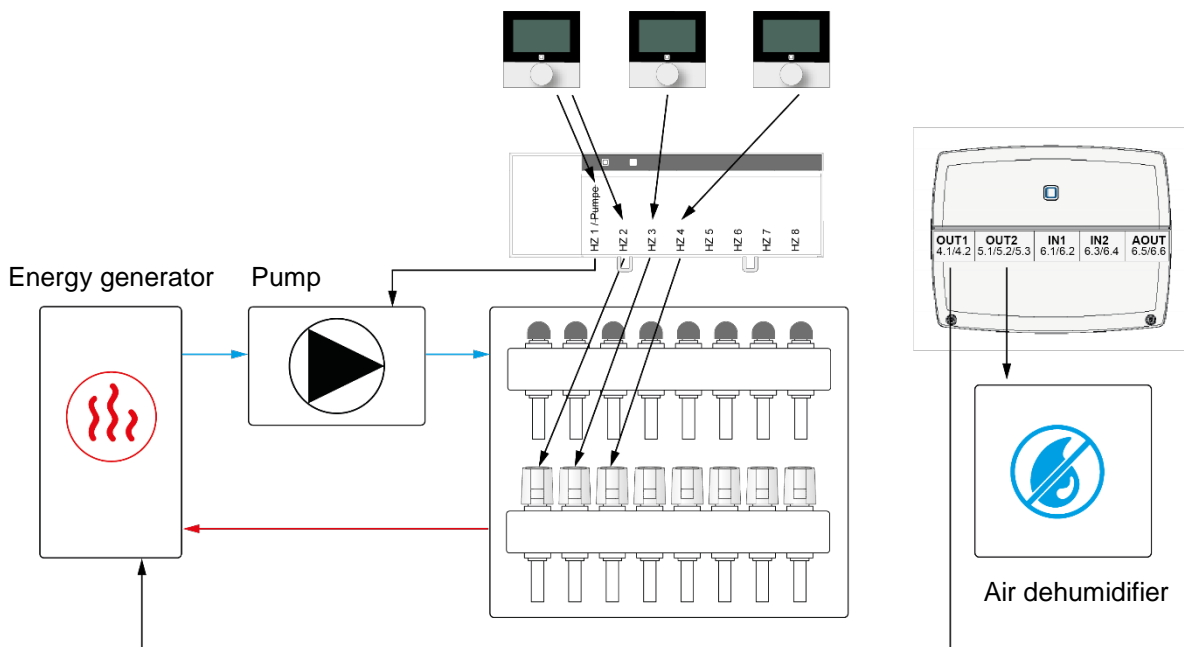 HZ 1 / Pumpe
HZ 2
HZ 3
HZ 4
HZ 5
HZ 6
HZ 7
HZ 8
OUT1 OUT2 IN1 IN2 AOUT
4.1/4.2 5.1/5.2/5.3 6.1/6.2 6.3/6.4 6.5/6.6
Energy generator Pump
Air dehumidifier